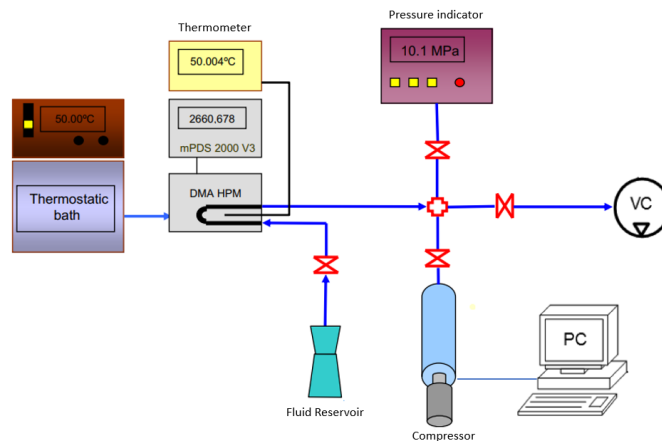 Pressure indicator
Thermometer
10.1 MPa
50.004ºC
50.00ºC
2660.678
mPDS 2000 V3
Thermostatic
bath
DMA HPM
VC
PC
Fluid Reservoir
Compressor